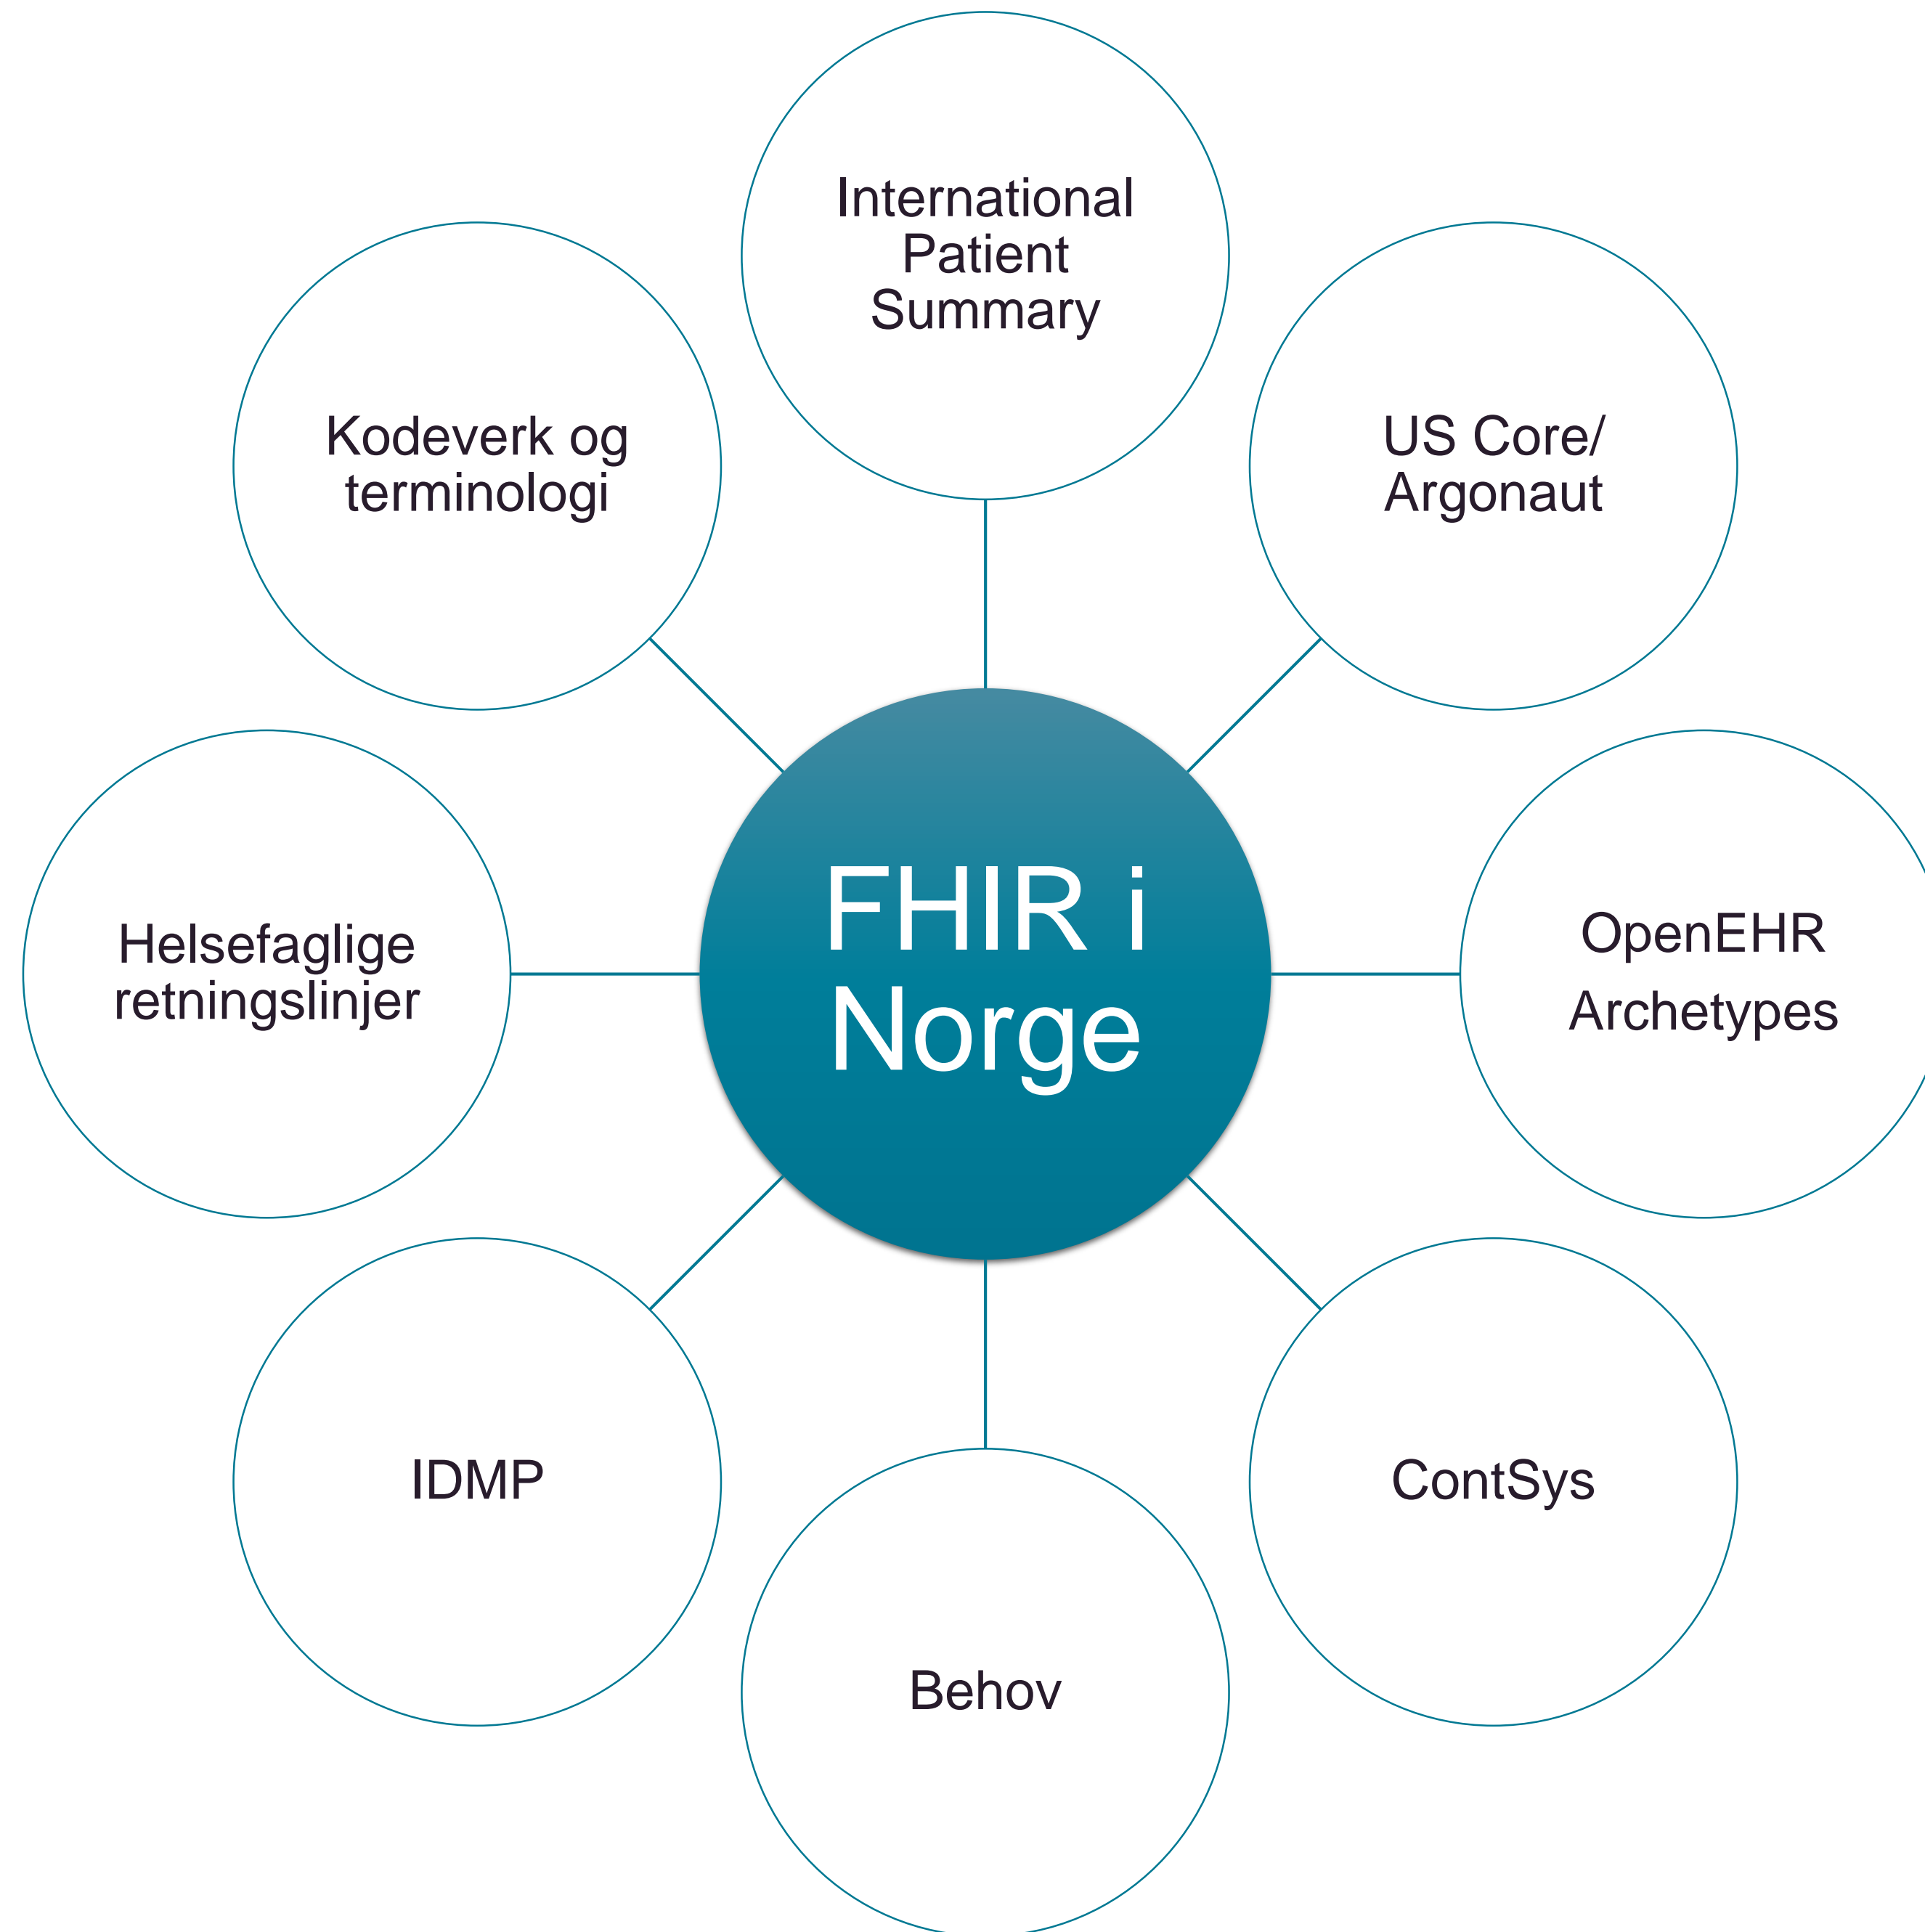 International
Patient
Summary
Kodeverk og
terminologi
US Core/
Argonaut
Helsefaglige
retningslinjer
FHIR i
Norge
OpenEHR
Archetypes
IDMP
ContSys
Behov